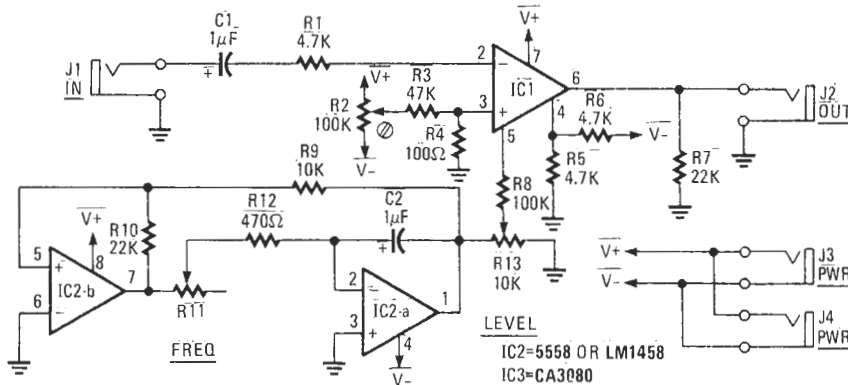 C1
1µF
+
R1
4.7K
J1
IN
V+
R2
100K
V-
R3
47K
R4
100Ω
V+
2
-
3
+
7
IC1
6
4
5
R6
4.7K
V-
R5
4.7K
R7
22K
J2
OUT
R8
100K
R9
10K
R10
22K
V+
8
5
+
6
-
7
IC2-b
R11
FREQ
R12
470Ω
C2
1µF
+
2
-
3
+
1
IC2-a
4
V-
R13
10K
LEVEL
V+
V-
J3
PWR
J4
PWR
IC2=5558 OR LM1458
IC3=CA3080